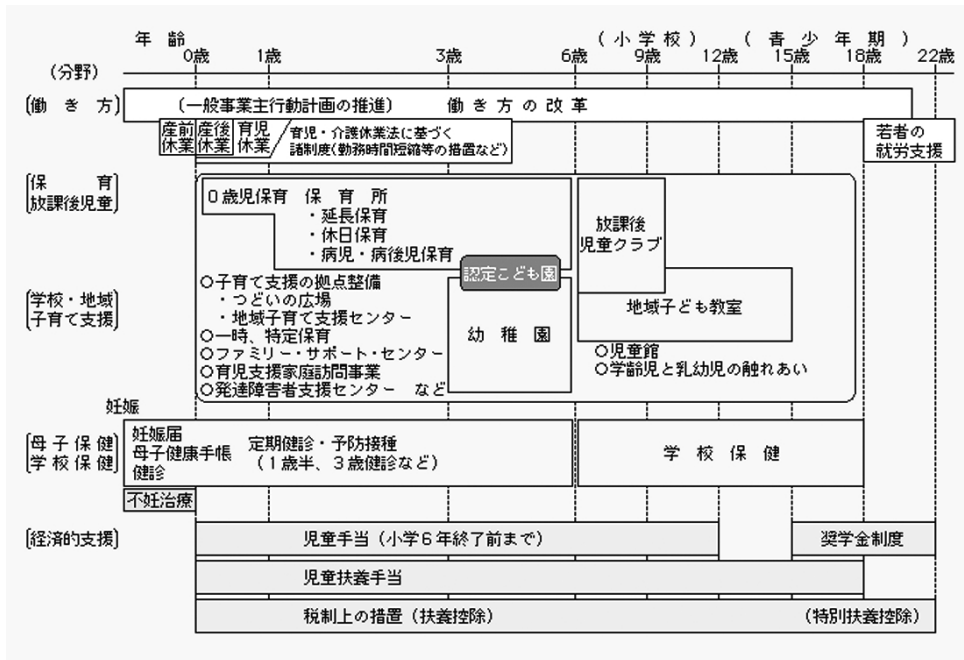 年 齢 (小 学 校) ( 青 少 年 期 )
0歳 1歳 3歳 6歳 9歳 12歳 15歳 18歳 22歳
(分野)
〔働 き 方〕
(一般事業主行動計画の推進) 働 き 方 の 改 革
産前
休業
産後
休業
育児
休業
育児・介護休業法に基づく
諸制度(勤務時間短縮等の措置など)
若者の
就労支援
〔保 育
放課後児童〕
0歳児保育 保 育 所
・延長保育
・休日保育
・病児・病後児保育
放課後
児童クラブ
認定こども園
〔学校・地域
子育て支援〕
○子育て支援の拠点整備
・つどいの広場
・地域子育て支援センター
○一時、特定保育
○ファミリー・サポート・センター
○育児支援家庭訪問事業
○発達障害者支援センター など
幼 稚 園
地域子ども教室
○児童館
○学齢児と乳幼児の触れあい
妊娠
〔母 子 保 健
学 校 保 健〕
妊娠届
母子健康手帳
健診
定期健診・予防接種
(1歳半、3歳健診など)
学 校 保 健
不妊治療
〔経済的支援〕
児童手当(小学6年終了前まで)
奨学金制度
児童扶養手当
税制上の措置(扶養控除) (特別扶養控除)